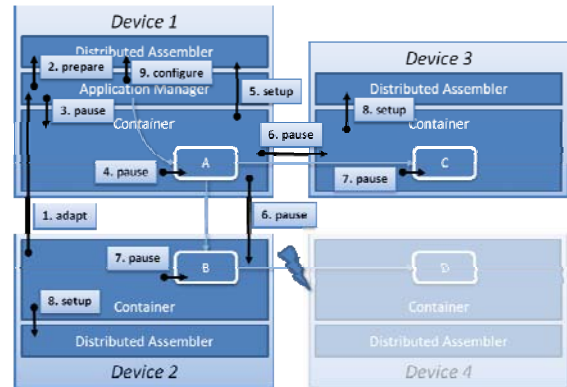 Device 1
Distributed Assembler
2. prepare
9. configure
Application Manager
3. pause
5. setup
Container
6. pause
A
4. pause
Device 3
Distributed Assembler
8. setup
Container
C
7. pause
1. adapt
6. pause
7. pause
B
8. setup
Container
Distributed Assembler
Device 2
D
Container
Distributed Assembler
Device 4